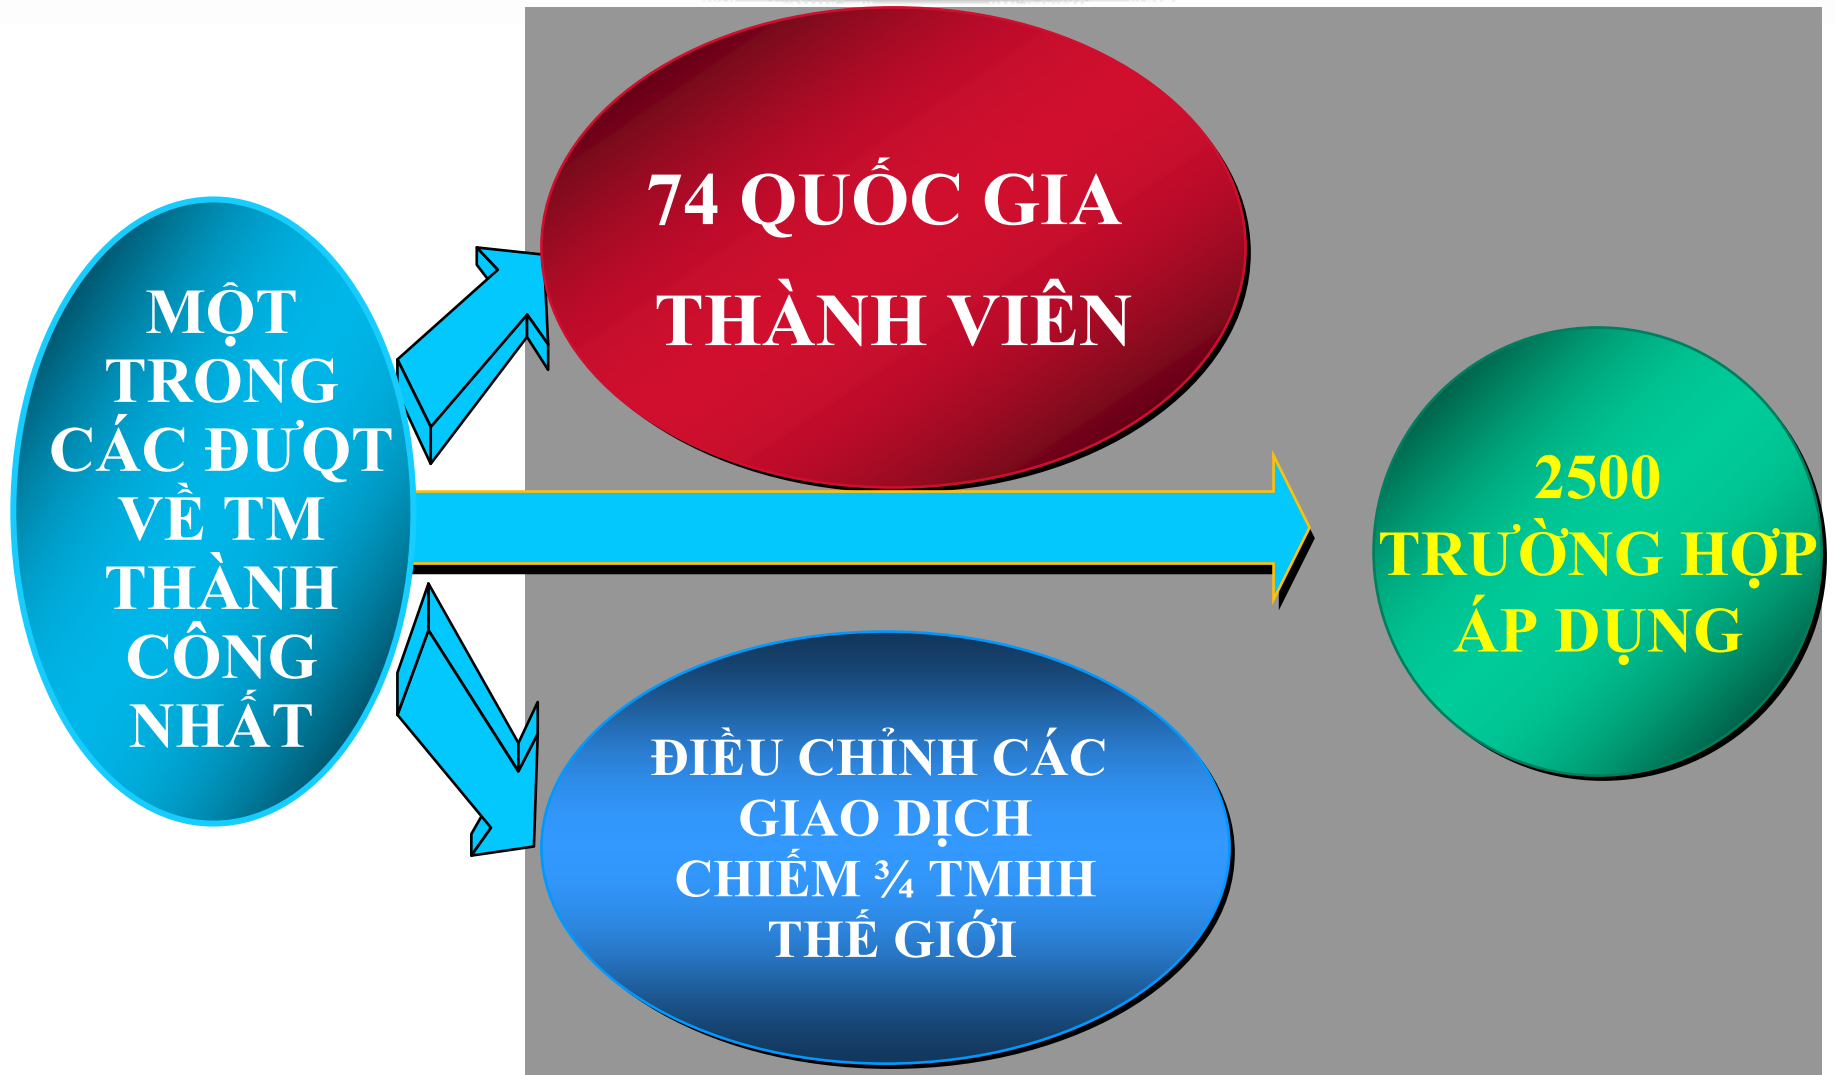 MỘT
TRONG
CÁC ĐƯQT
VỀ TM
THÀNH
CÔNG
NHẤT
74 QUỐC GIA
THÀNH VIÊN
ĐIỀU CHỈNH CÁC
GIAO DỊCH
CHIẾM ¾ TMHH
THẾ GIỚI
2500
TRƯỜNG HỢP
ÁP DỤNG